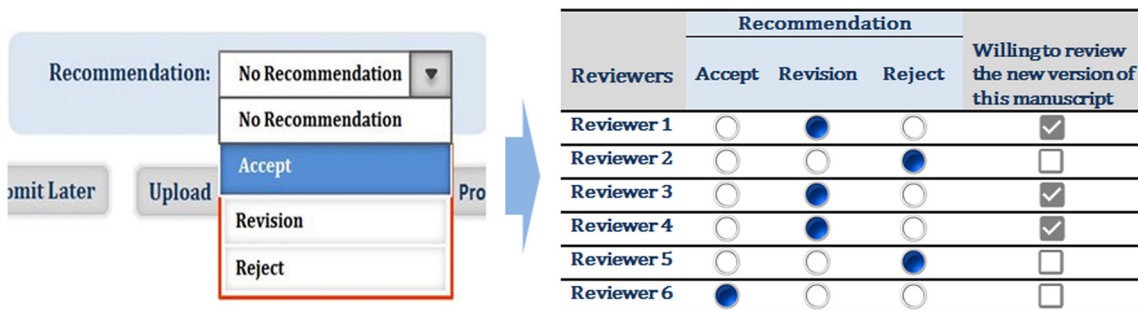 Recommendation: No Recommendation
No Recommendation
Accept
Revision
Reject
omit Later Upload Pro
Recommendation
Reviewers Accept Revision Reject Willing to review
the new version of
this manuscript
Reviewer 1
Reviewer 2
Reviewer 3
Reviewer 4
Reviewer 5
Reviewer 6